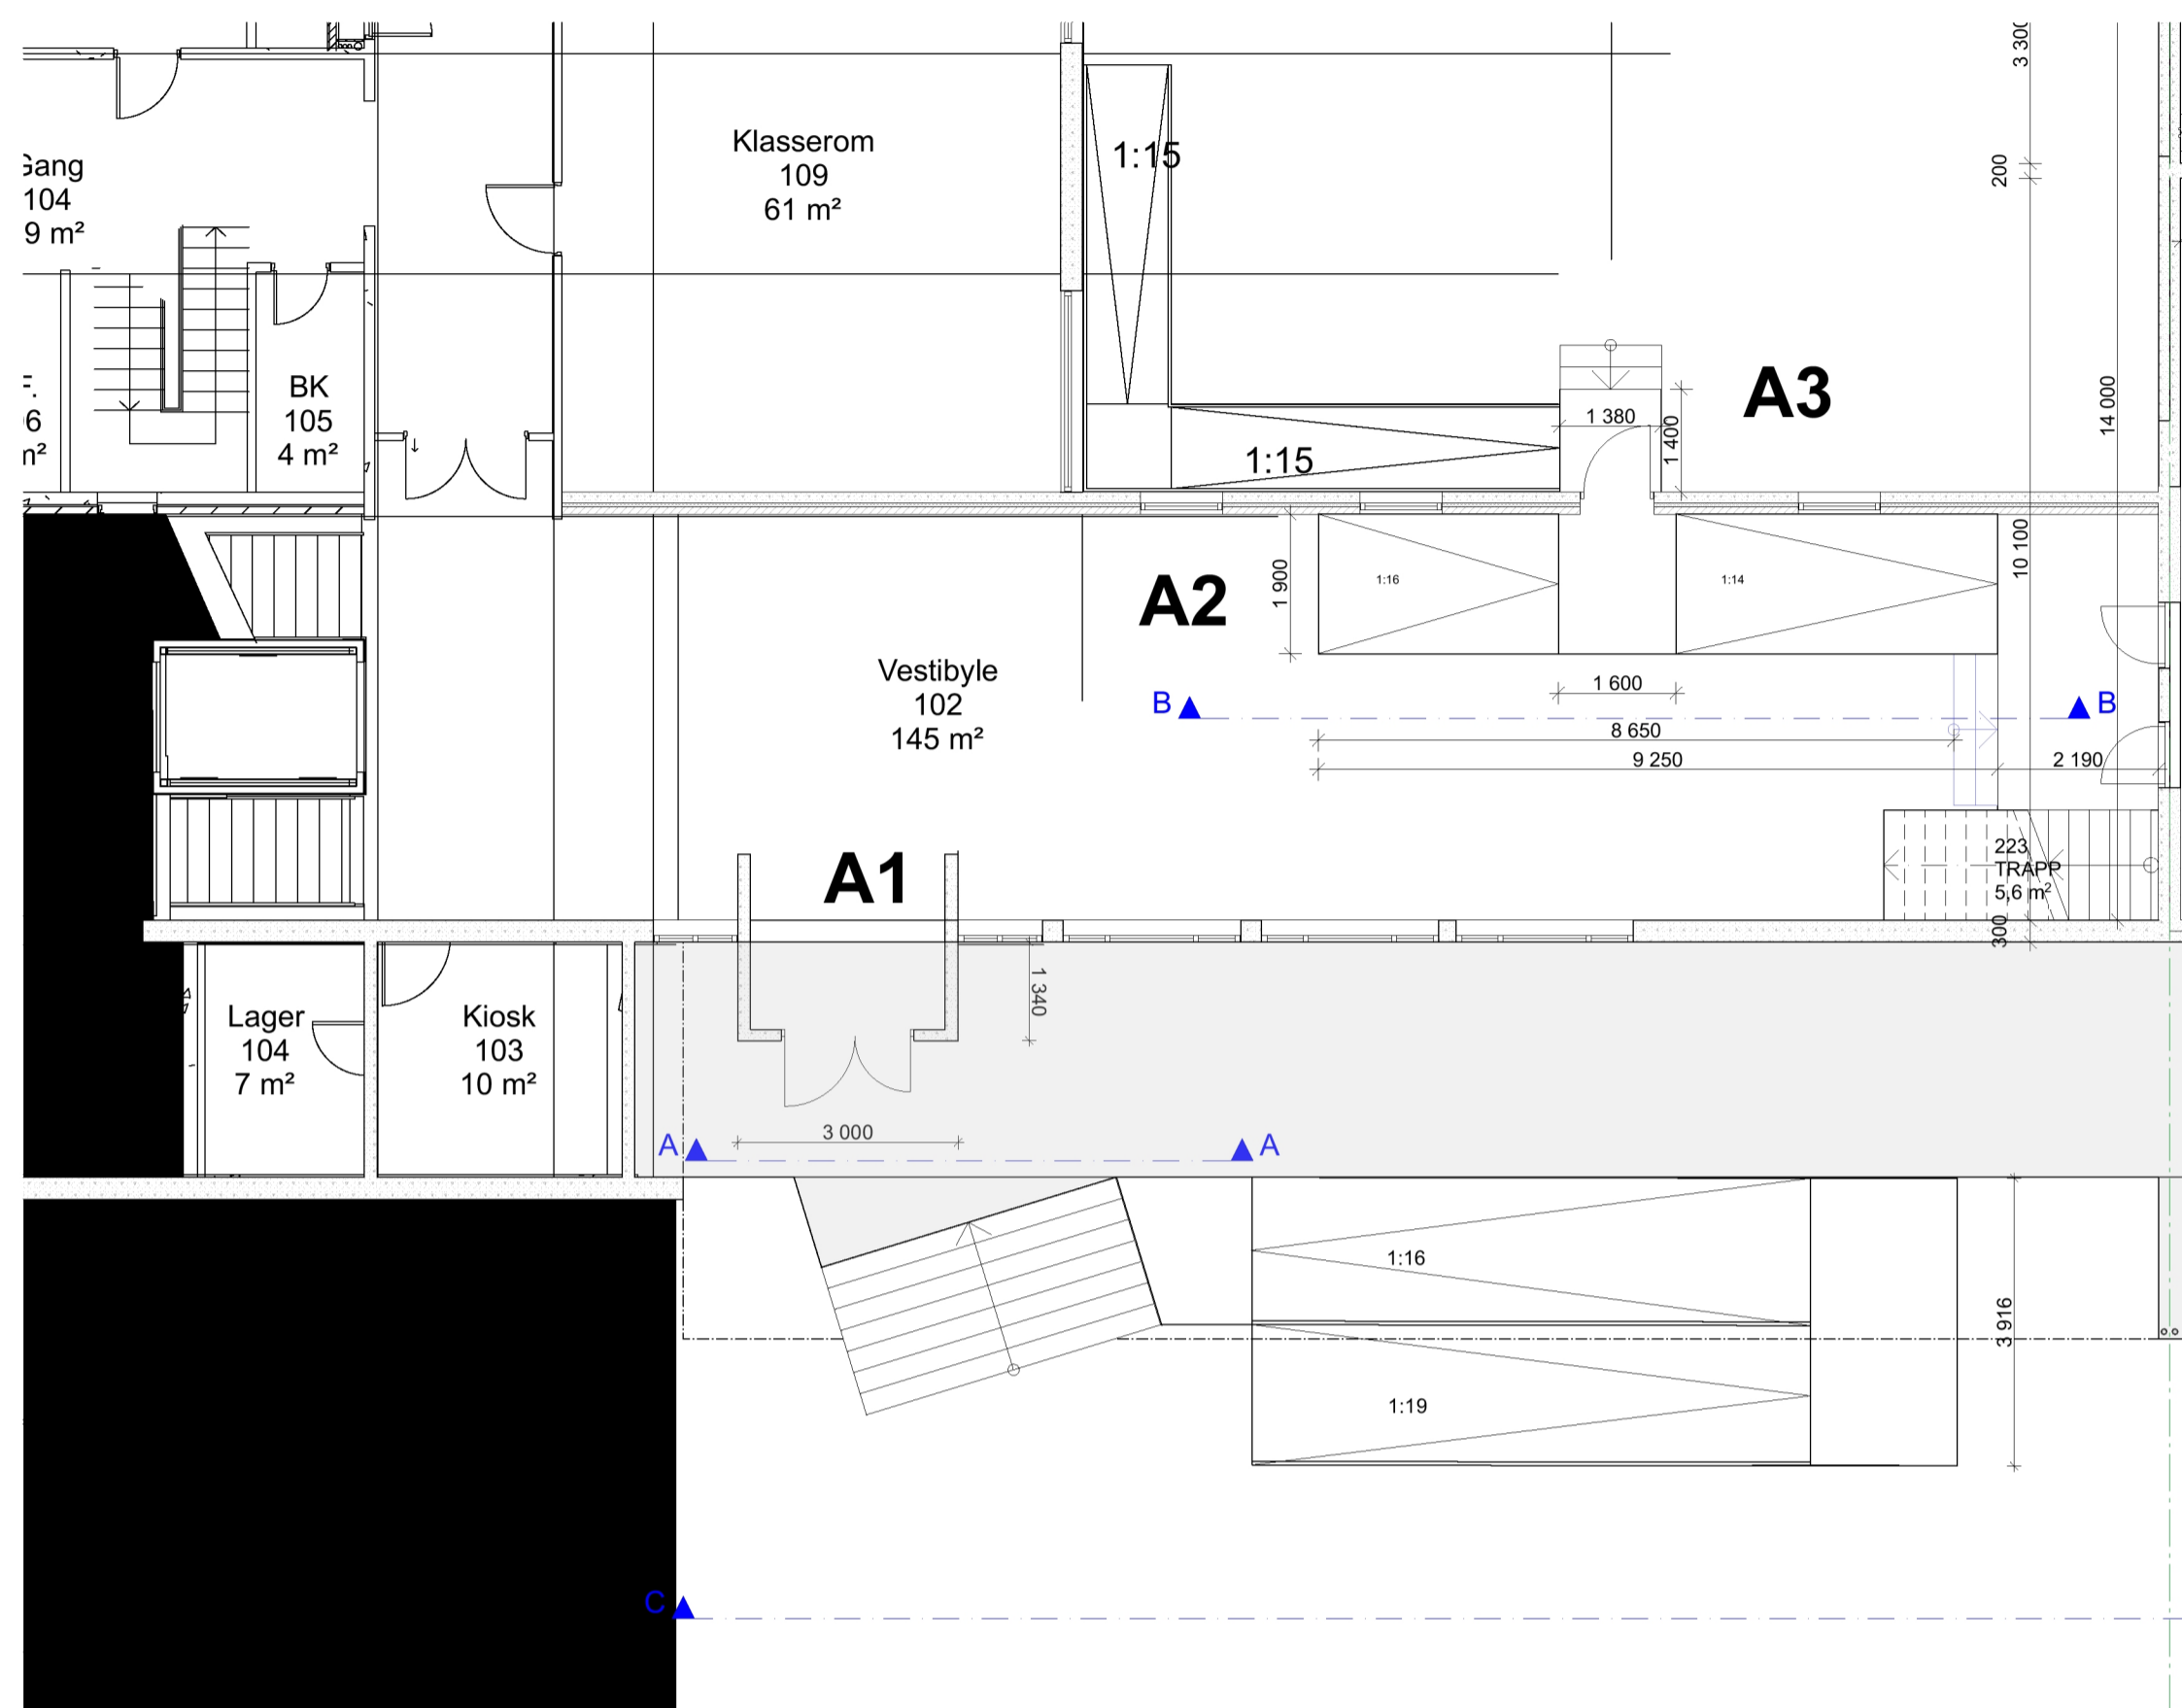 3 300
Gang
104
9 m²
Klasserom
109
61 m²
1:15
200
BK
105
4 m²
1:15
1 380
1 400
A3
14 000
10 100
A2
1 900
1:16
1:14
Vestibyle
102
145 m²
1 600
B
B
8 650
9 250
2 190
A1
223
TRAPP
5,6 m²
300
1 340
Lager
104
7 m²
Kiosk
103
10 m²
3 000
A
A
1:16
3 916
1:19
C